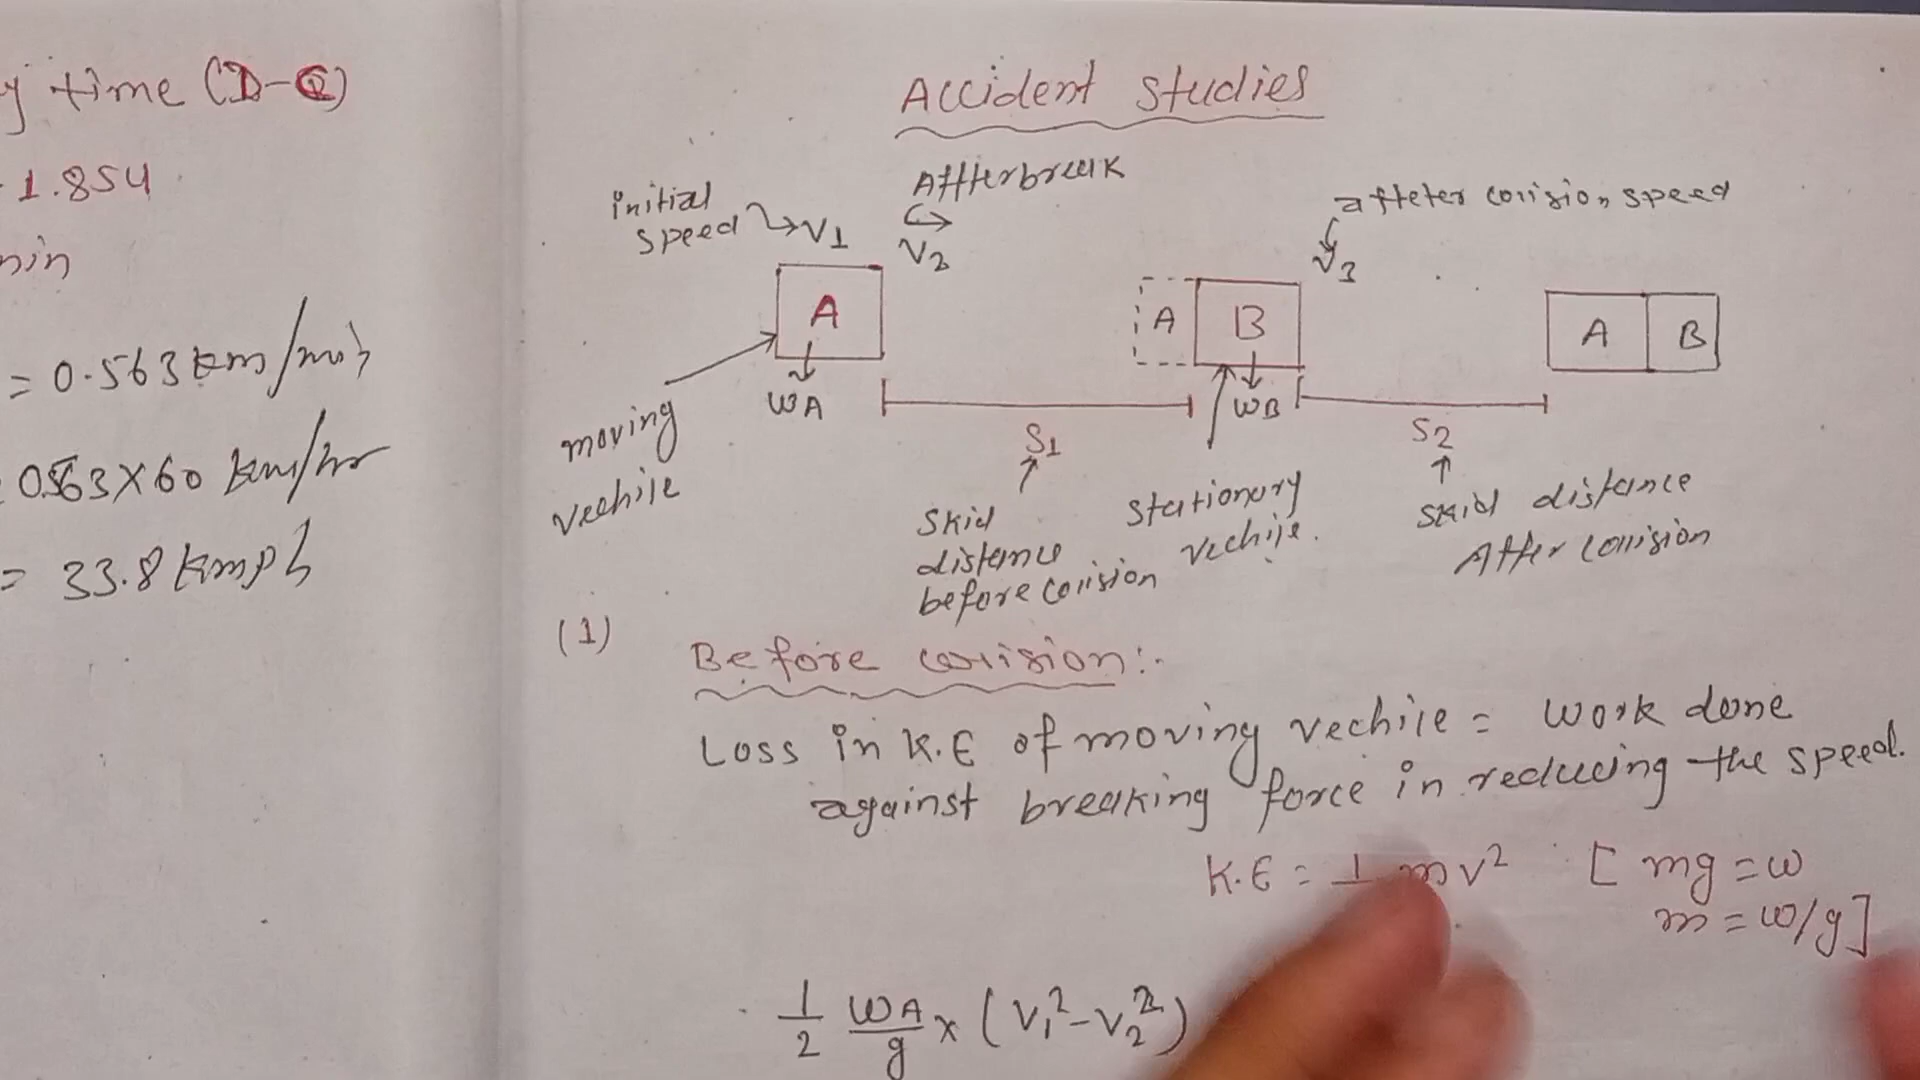 y time (D-C)
1.854
min
= 0.563 km/min
0.563 X 60 km/hr
= 33.8 kmph
Accident studies
initial
speed
V1
Aftterbreak
V2
afteter collision speed
V3
A
A
B
A
B
WA
WB
moving
vechile
S1
S2
Skid
distance
before collision
Stationary
vechile.
Skid distance
After collision
(1)
Before collision:-
Loss in K.E of moving vechile = work done
against breaking force in reducing the speed.
K.E = 1 mv² [ mg = w
m = w/g]
1/2 WA/g x (V1² - V2²)